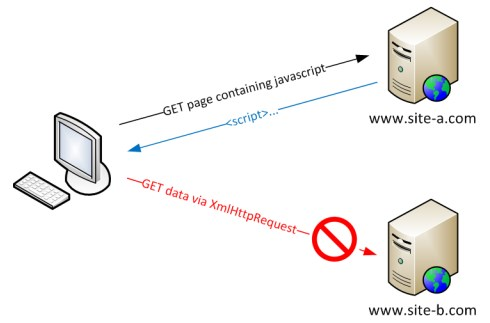 GET page containing javascript
<script>...
www.site-a.com
GET data via XmlHttpRequest
www.site-b.com